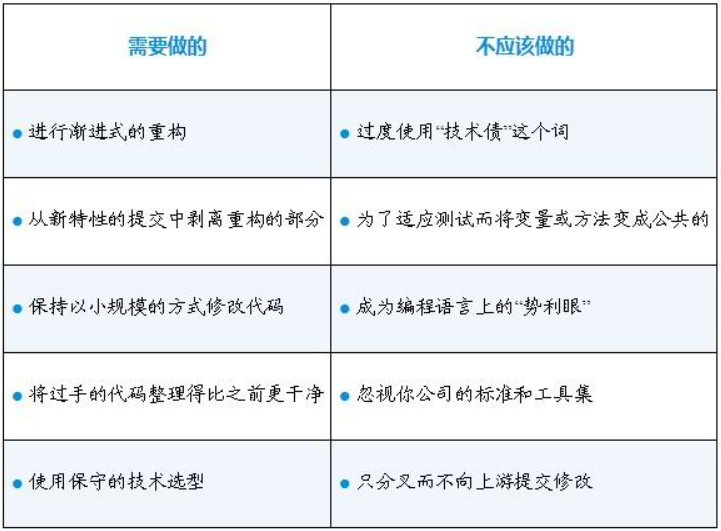 需要做的
不应该做的
●进行渐进式的重构
●过度使用“技术债”这个词
●从新特性的提交中剥离重构的部分
●为了适应测试而将变量或方法变成公共的
●保持以小规模的方式修改代码
●成为编程语言上的“势利眼”
●将过手的代码整理得比之前更干净
●忽视你公司的标准和工具集
●使用保守的技术选型
●只分叉而不向上游提交修改